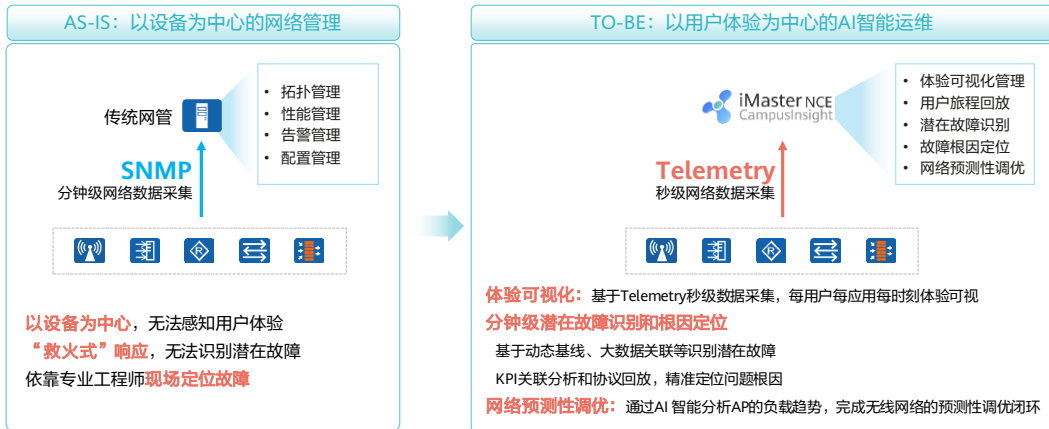 AS-IS：以设备为中心的网络管理
传统网管
• 拓扑管理
• 性能管理
• 告警管理
• 配置管理
SNMP
分钟级网络数据采集
R
以设备为中心，无法感知用户体验
“救火式”响应，无法识别潜在故障
依靠专业工程师现场定位故障
TO-BE：以用户体验为中心的AI智能运维
iMaster NCE
CampusInsight
• 体验可视化管理
• 用户旅程回放
• 潜在故障识别
• 故障根因定位
• 网络预测性调优
Telemetry
秒级网络数据采集
R
体验可视化：基于Telemetry秒级数据采集，每用户每应用每时刻体验可视
分钟级潜在故障识别和根因定位
基于动态基线、大数据关联等识别潜在故障
KPI关联分析和协议回放，精准定位问题根因
网络预测性调优：通过AI 智能分析AP的负载趋势，完成无线网络的预测性调优闭环